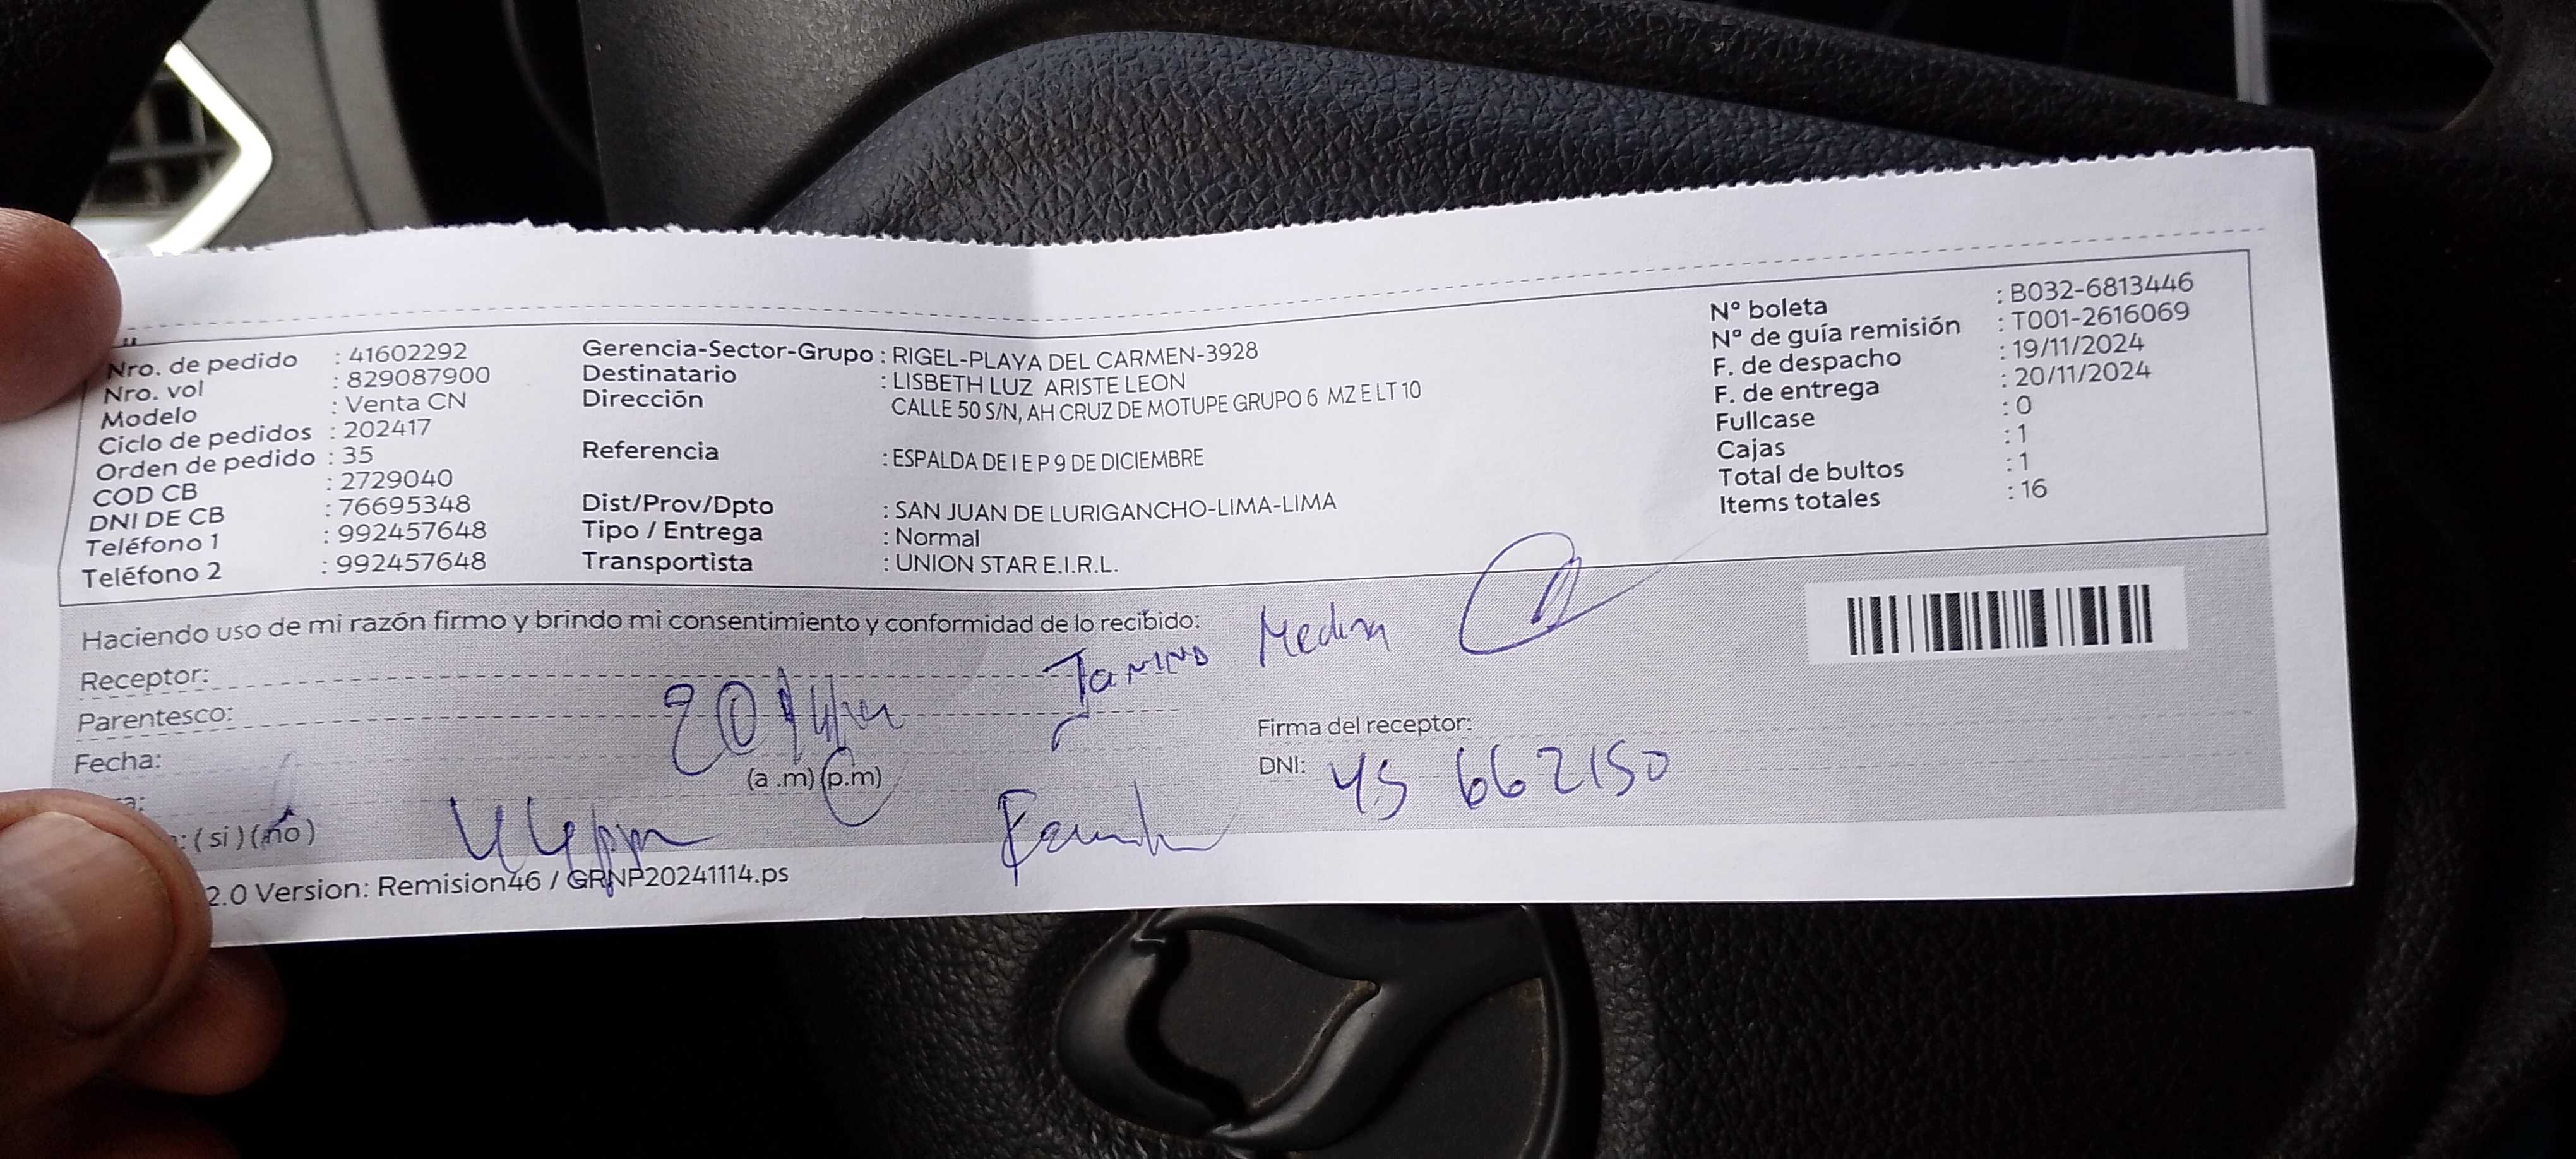 Nro. de pedido : 41602292
Nro. vol : 829087900
Modelo : Venta CN
Ciclo de pedidos : 202417
Orden de pedido : 35
COD CB : 2729040
DNI DE CB : 76695348
Teléfono 1 : 992457648
Teléfono 2 : 992457648
Gerencia-Sector-Grupo : RIGEL-PLAYA DEL CARMEN-3928
Destinatario : LISBETH LUZ ARISTE LEON
Dirección CALLE 50 S/N, AH CRUZ DE MOTUPE GRUPO 6 MZ E LT 10
Referencia : ESPALDA DE I E P 9 DE DICIEMBRE
Dist/Prov/Dpto : SAN JUAN DE LURIGANCHO-LIMA-LIMA
Tipo / Entrega : Normal
Transportista : UNION STAR E.I.R.L.
N° boleta : B032-6813446
N° de guía remisión : T001-2616069
F. de despacho : 19/11/2024
F. de entrega : 20/11/2024
Fullcase : 0
Cajas : 1
Total de bultos : 1
Items totales : 16
Haciendo uso de mi razón firmo y brindo mi consentimiento y conformidad de lo recibido:
Receptor: Medina
Parentesco:
Fecha:
(a .m) (p.m)
: ( si ) ( no )
Firma del receptor:
DNI: 45 662150
2.0 Version: Remision46 / GRNP20241114.ps